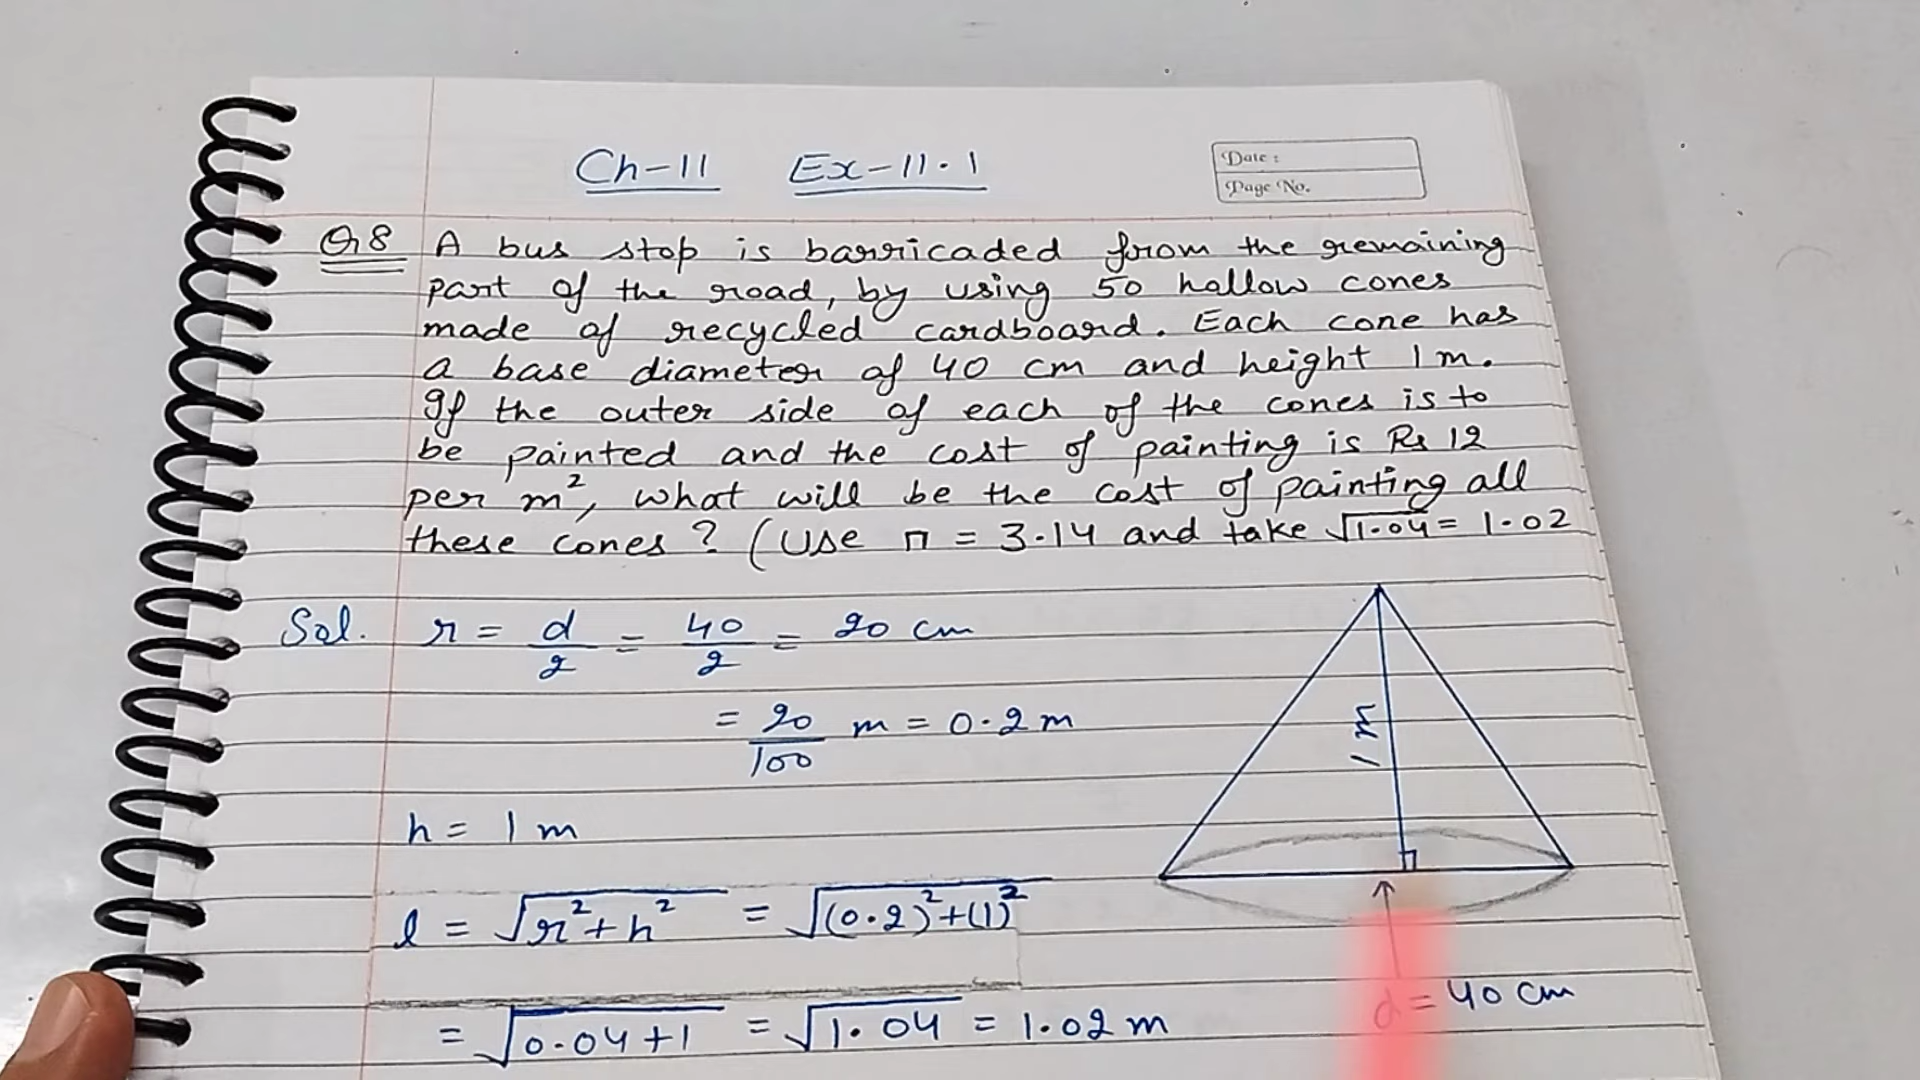 Ch-11 Ex-11.1
Date :
Page No.
Q8 A bus stop is barricaded from the remaining
part of the road, by using 50 hollow cones
made of recycled cardboard. Each cone has
a base diameter of 40 cm and height 1m.
If the outer side of each of the cones is to
be painted and the cost of painting is Rs 12
per m², what will be the cost of painting all
these cones ? (Use π = 3.14 and take √1.04 = 1.02
Sol. r = d/2 = 40/2 = 20 cm
= 20/100 m = 0.2 m
1 m
h = 1 m
l = √r²+h² = √(0.2)²+(1)²
d = 40 cm
= √0.04+1 = √1.04 = 1.02 m